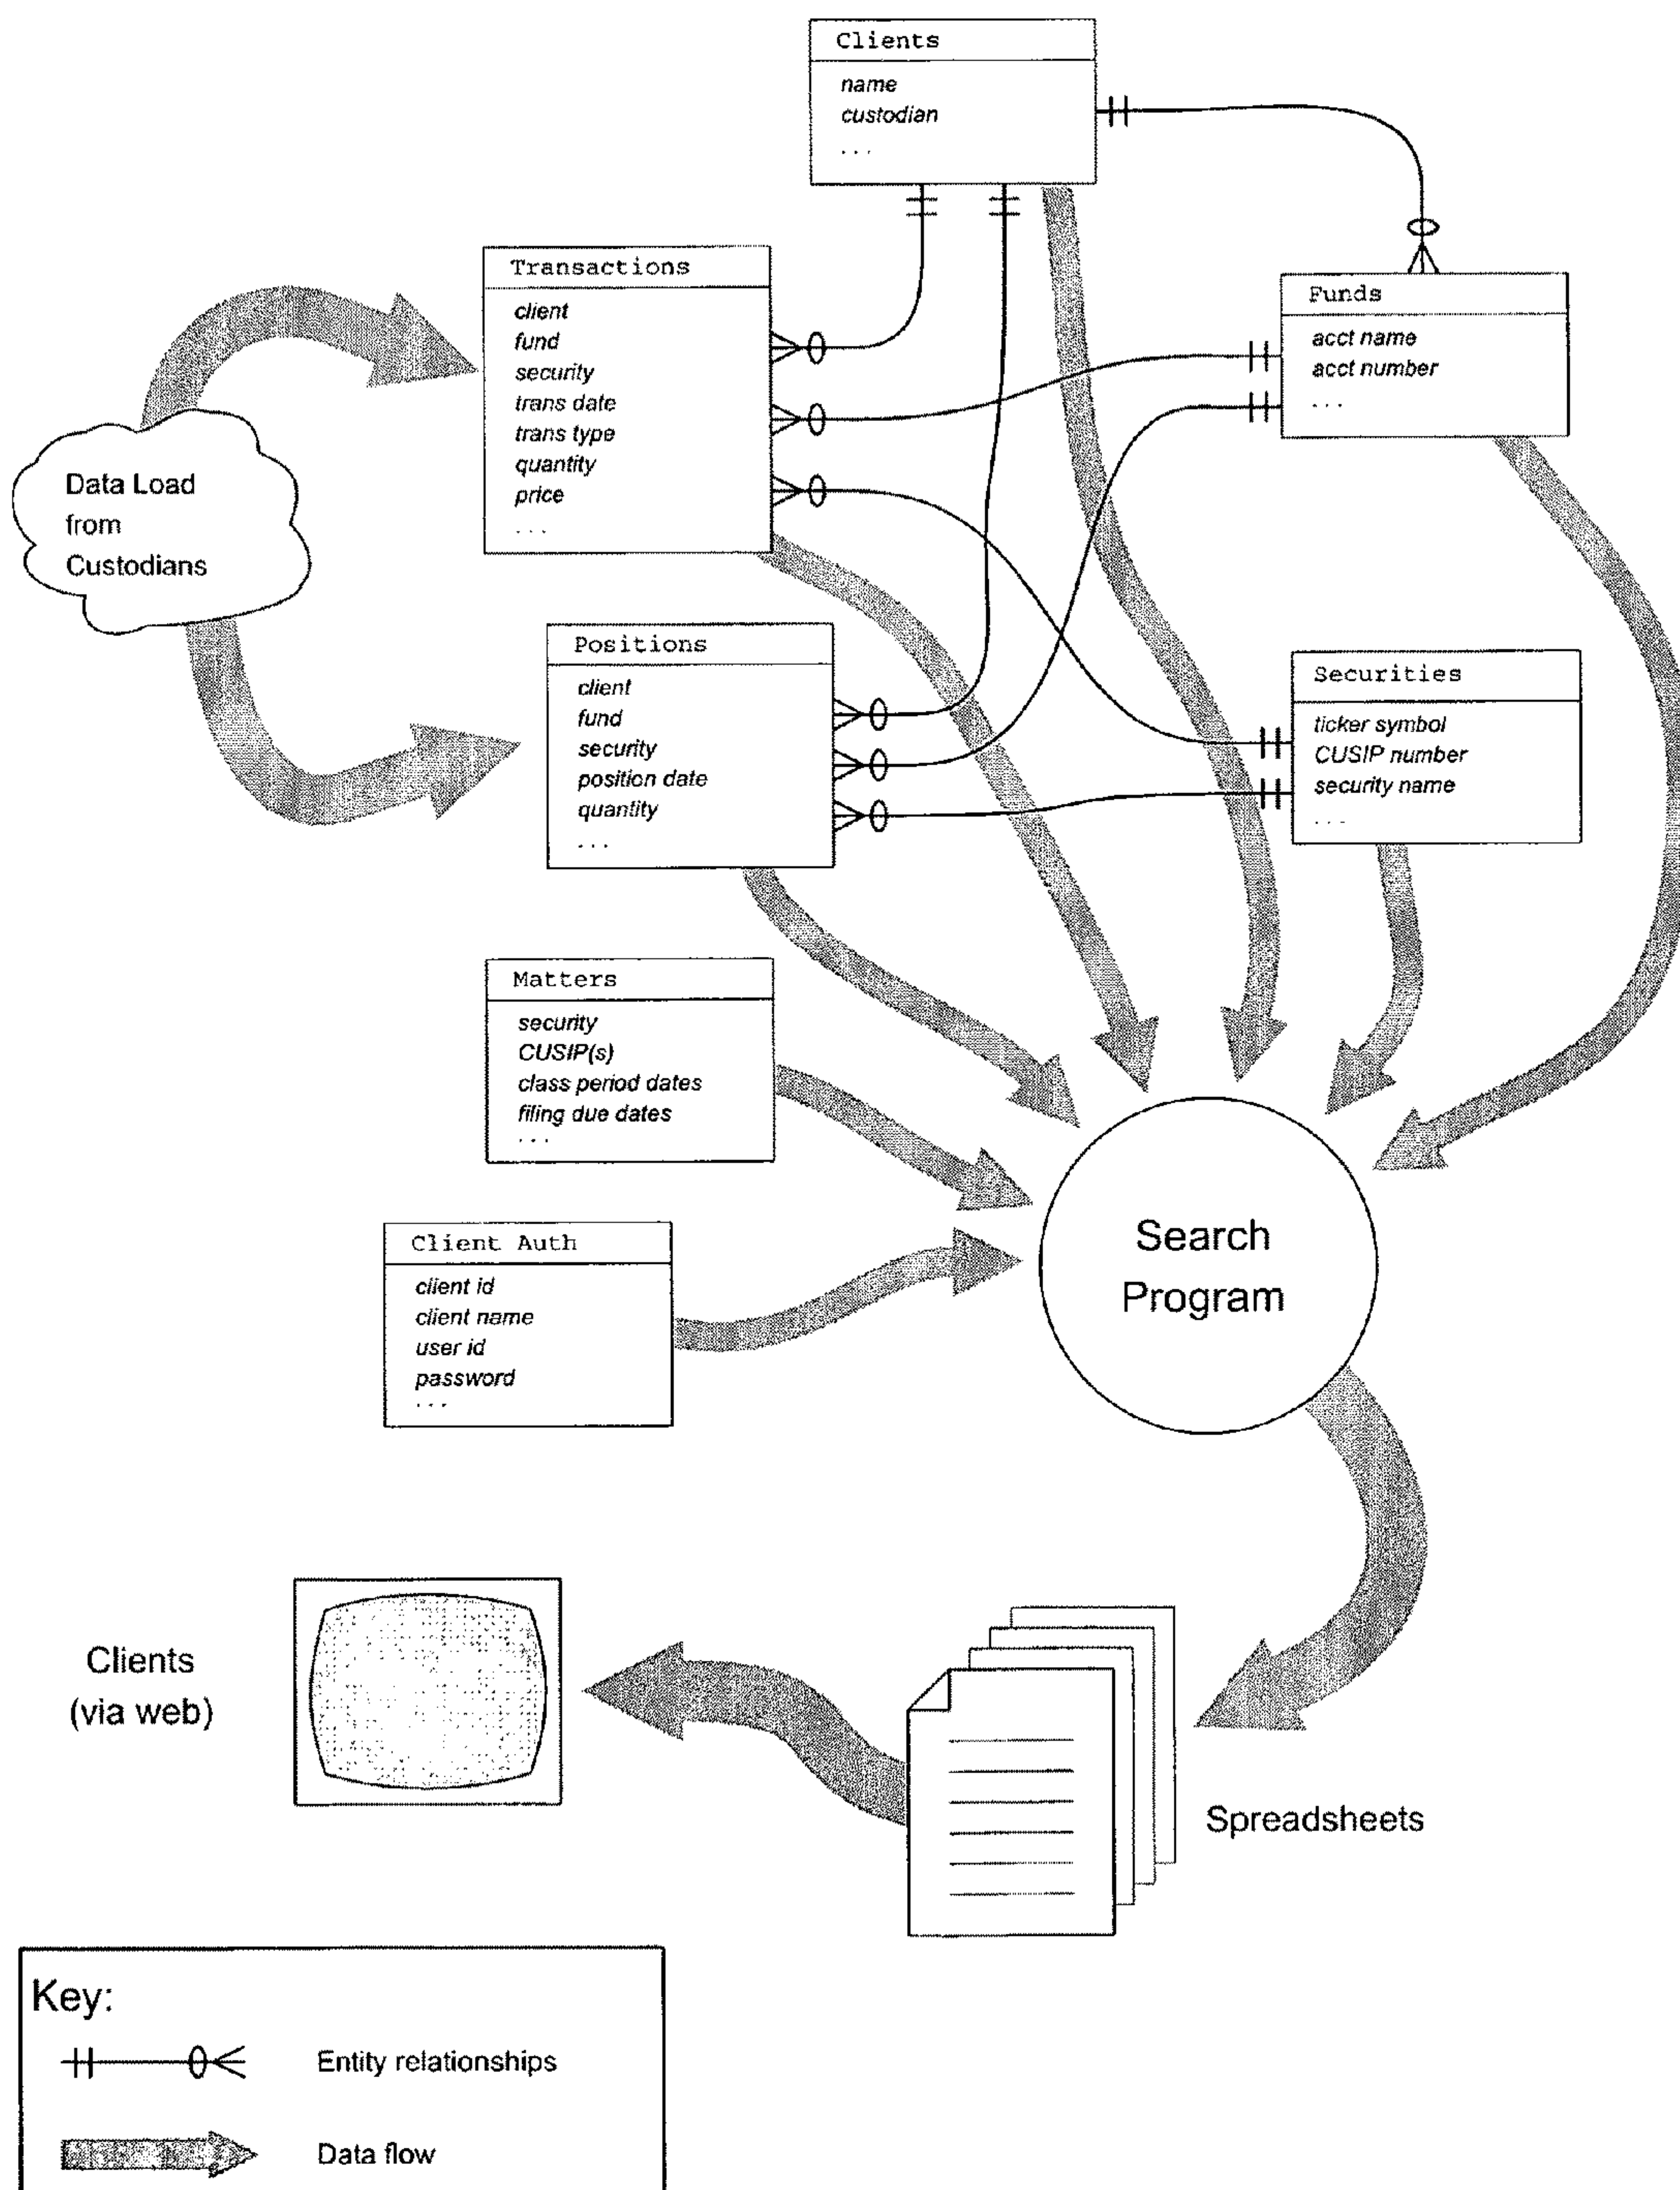 Clients
name
custodian
...
Transactions
client
fund
security
trans date
trans type
quantity
price
...
Funds
acct name
acct number
...
Data Load
from
Custodians
Positions
client
fund
security
position date
quantity
...
Securities
ticker symbol
CUSIP number
security name
...
Matters
security
CUSIP(s)
class period dates
filing due dates
...
Client Auth
client id
client name
user id
password
...
Search
Program
Clients
(via web)
Spreadsheets
Key:
Entity relationships
Data flow